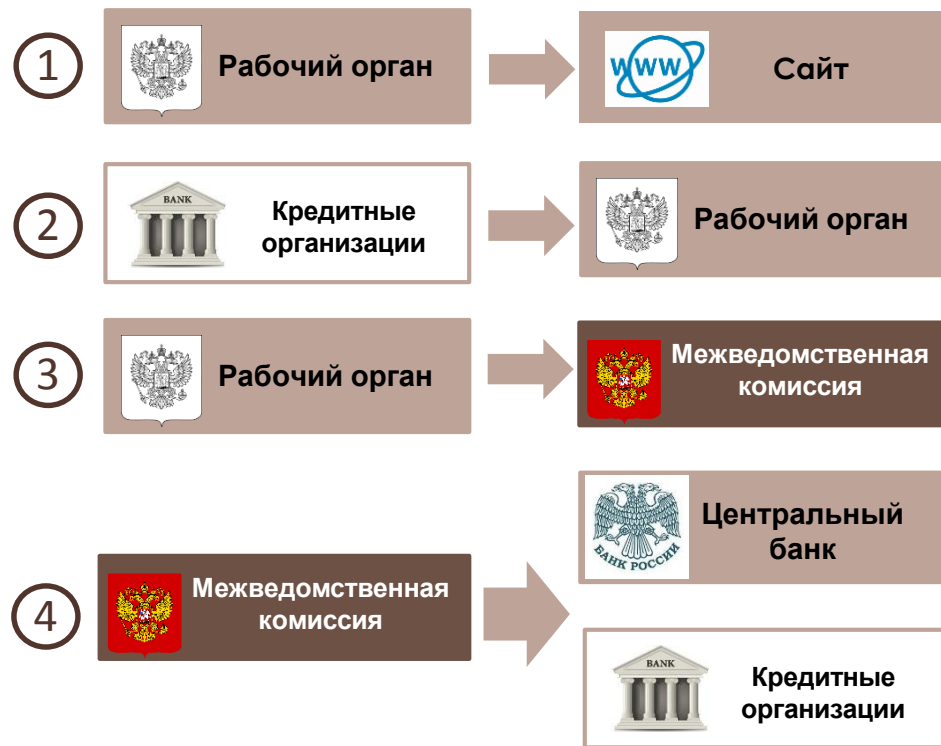 1
Рабочий орган
www
Сайт
2
BANK
Кредитные
организации
Рабочий орган
3
Рабочий орган
Межведомственная
комиссия
4
Межведомственная
комиссия
БАНК РОССИИ
Центральный
банк
BANK
Кредитные
организации